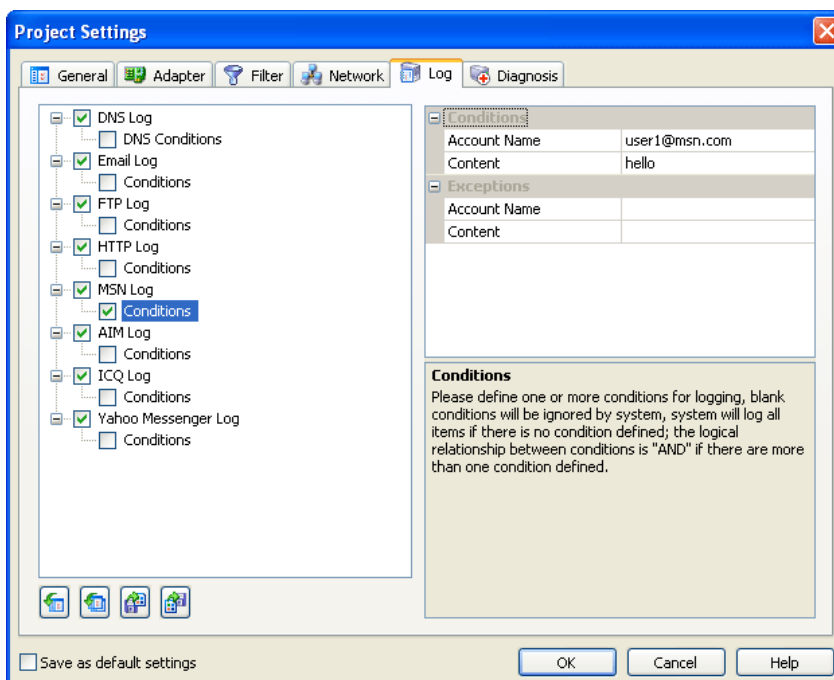 Project Settings
General Adapter Filter Network Log Diagnosis
DNS Log
DNS Conditions
Email Log
Conditions
FTP Log
Conditions
HTTP Log
Conditions
MSN Log
Conditions
AIM Log
Conditions
ICQ Log
Conditions
Yahoo Messenger Log
Conditions
Conditions
Account Name user1@msn.com
Content hello
Exceptions
Account Name
Content
Conditions
Please define one or more conditions for logging, blank
conditions will be ignored by system, system will log all
items if there is no condition defined; the logical
relationship between conditions is "AND" if there are more
than one condition defined.
Save as default settings
OK Cancel Help